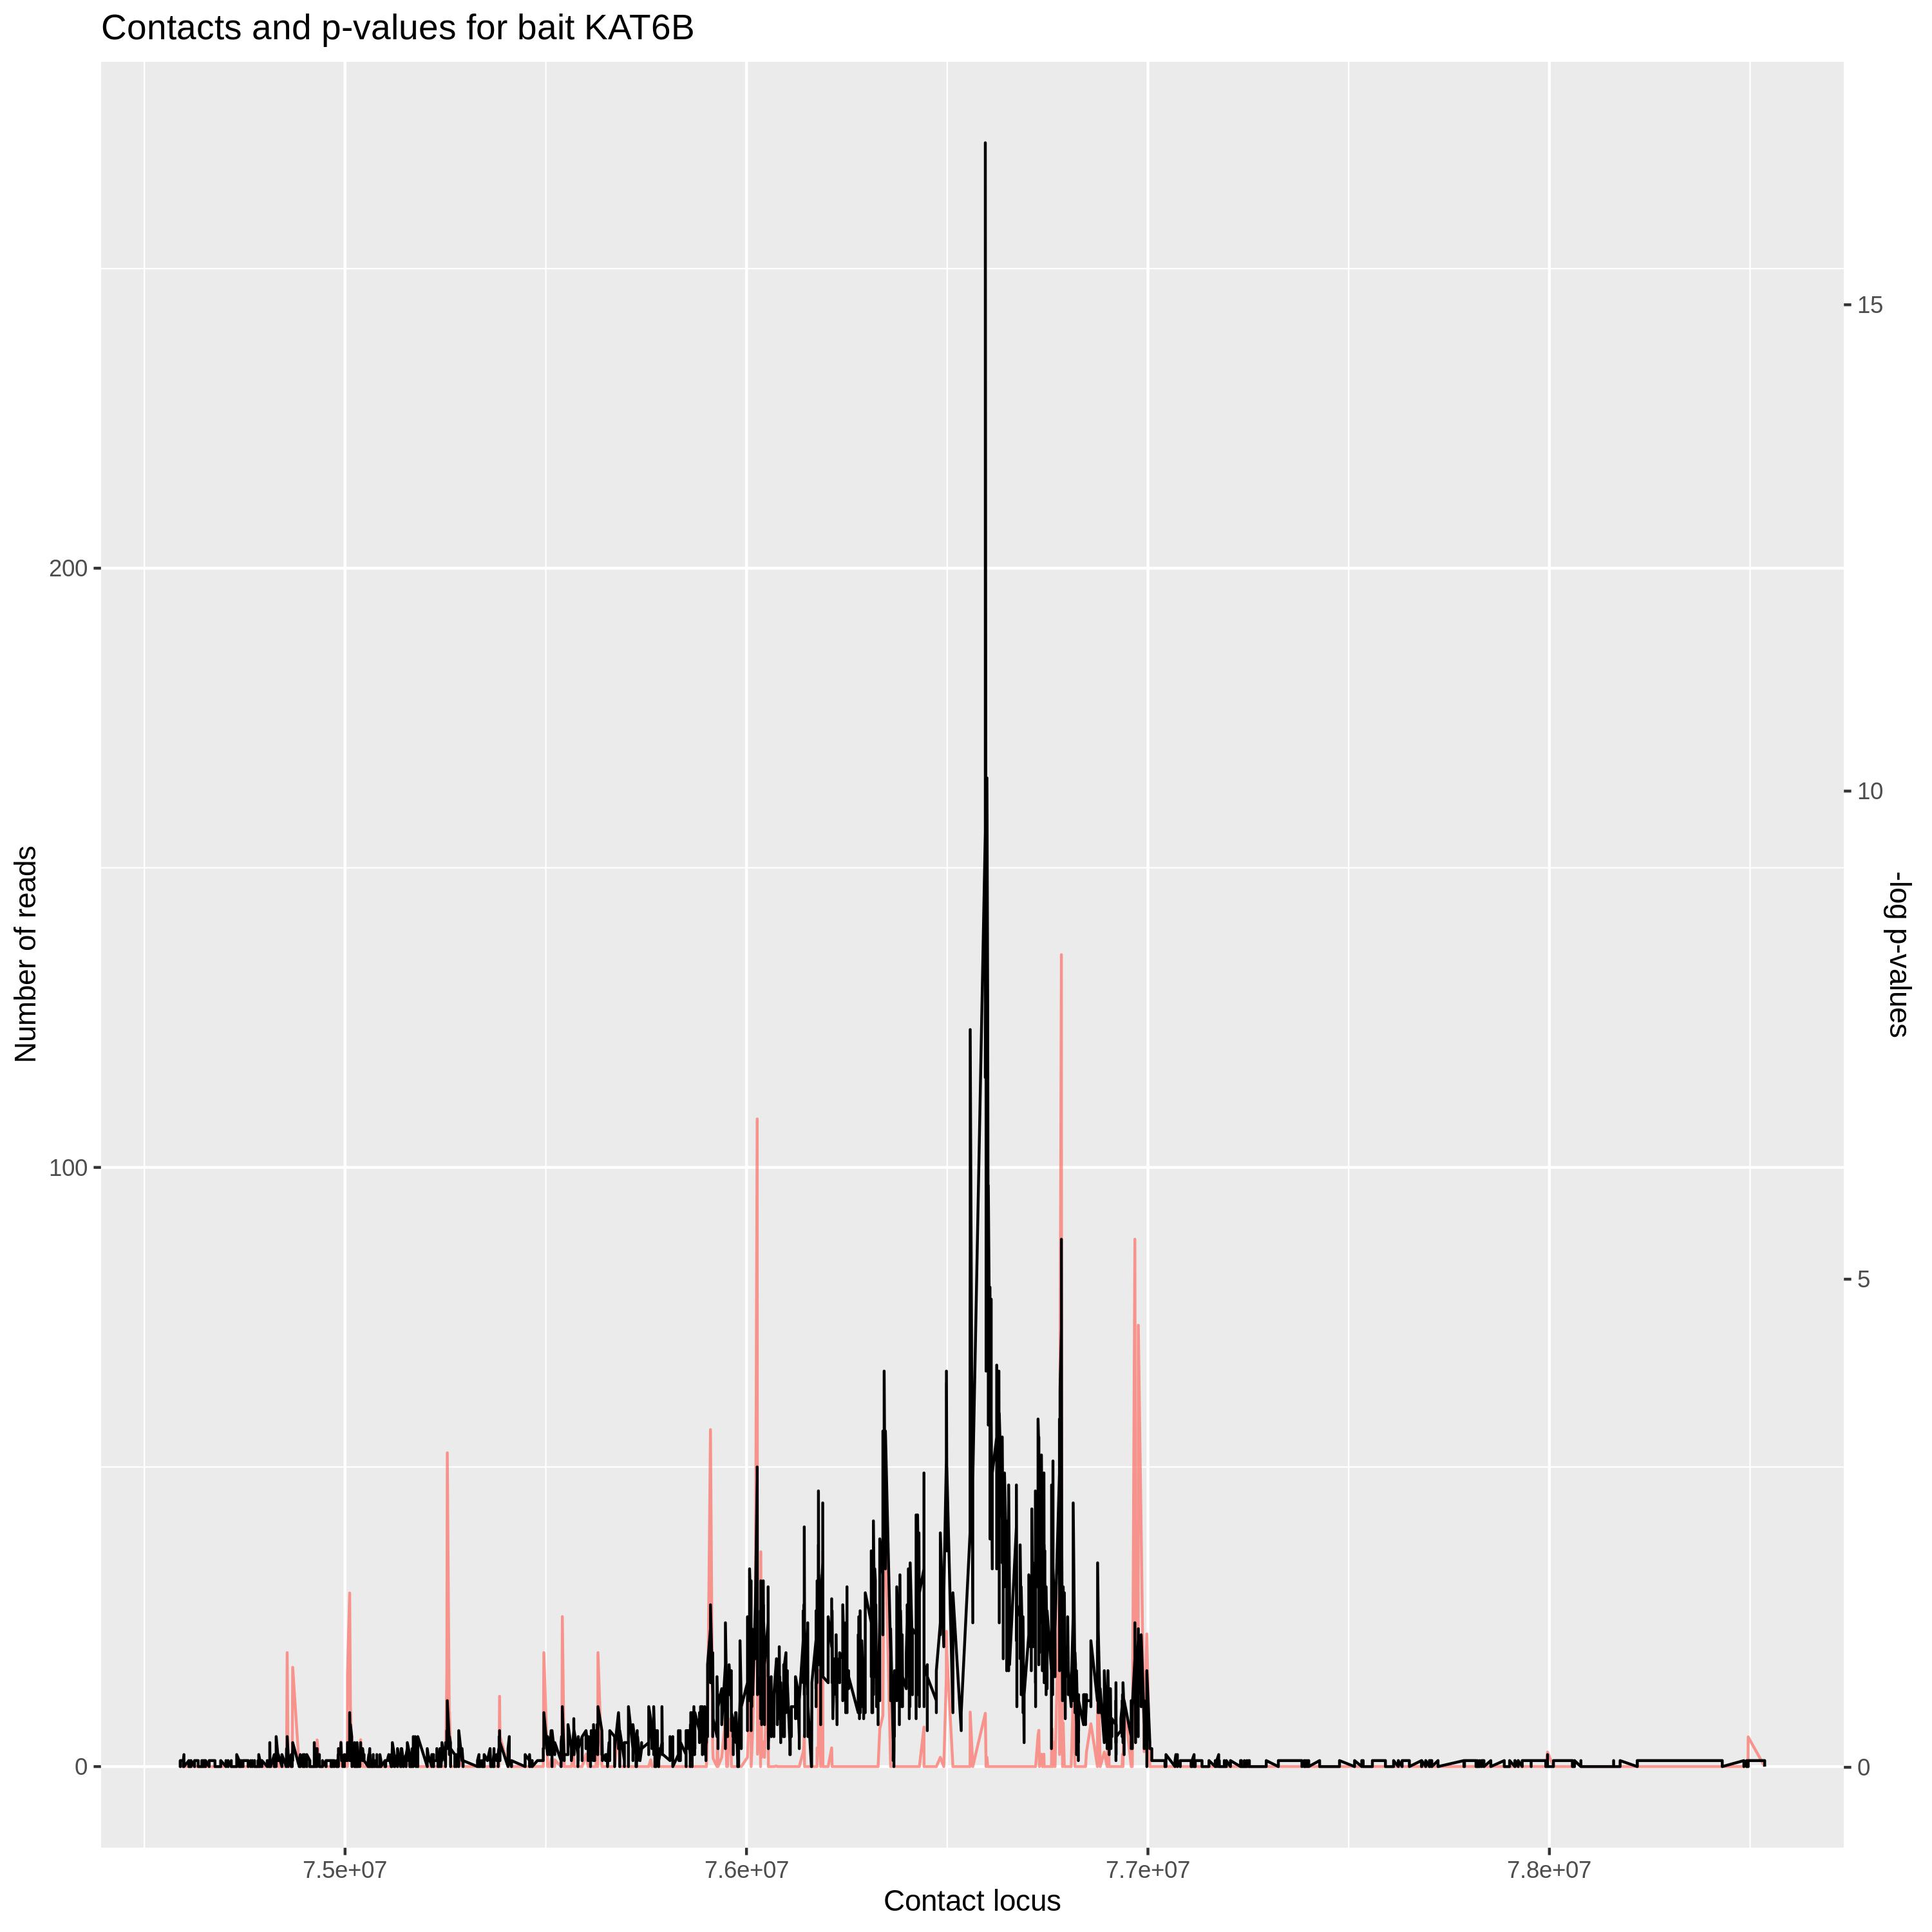 Contacts and p-values for bait KAT6B
Number of reads
200
100
0
15
10
5
0
-log p-values
7.5e+07
7.6e+07
7.7e+07
7.8e+07
Contact locus